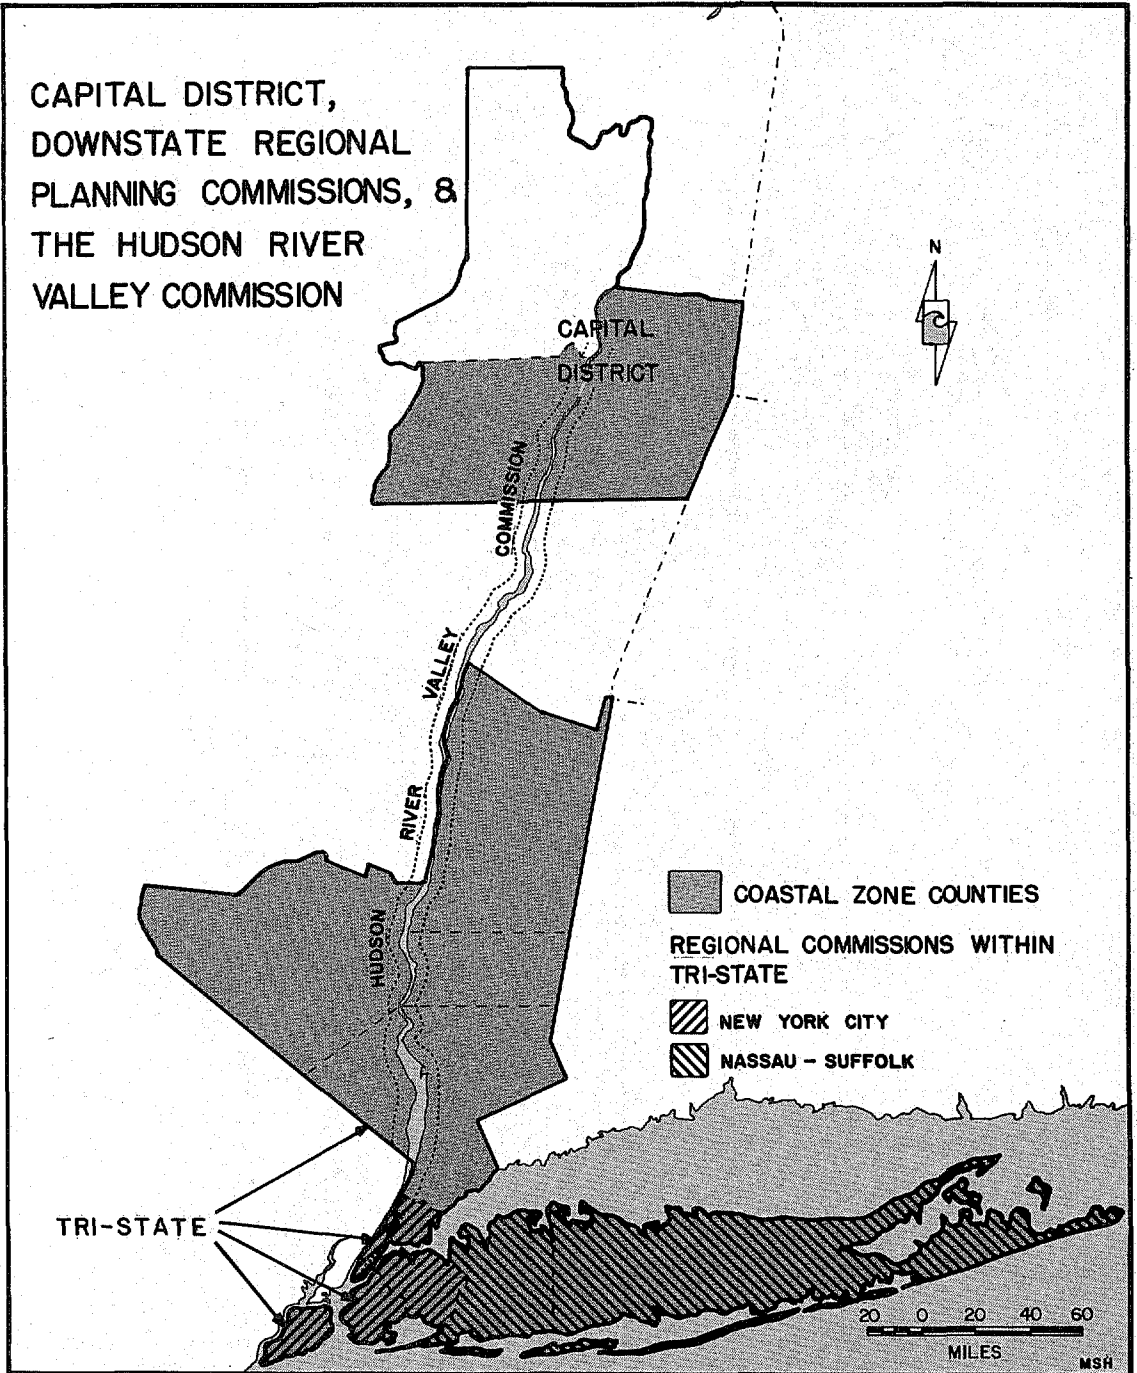 CAPITAL DISTRICT,
DOWNSTATE REGIONAL
PLANNING COMMISSIONS, &
THE HUDSON RIVER
VALLEY COMMISSION
N
CAPITAL
DISTRICT
COMMISSION
VALLEY
RIVER
HUDSON
COASTAL ZONE COUNTIES
REGIONAL COMMISSIONS WITHIN
TRI-STATE
NEW YORK CITY
NASSAU - SUFFOLK
TRI-STATE
20 0 20 40 60
MILES
MSH